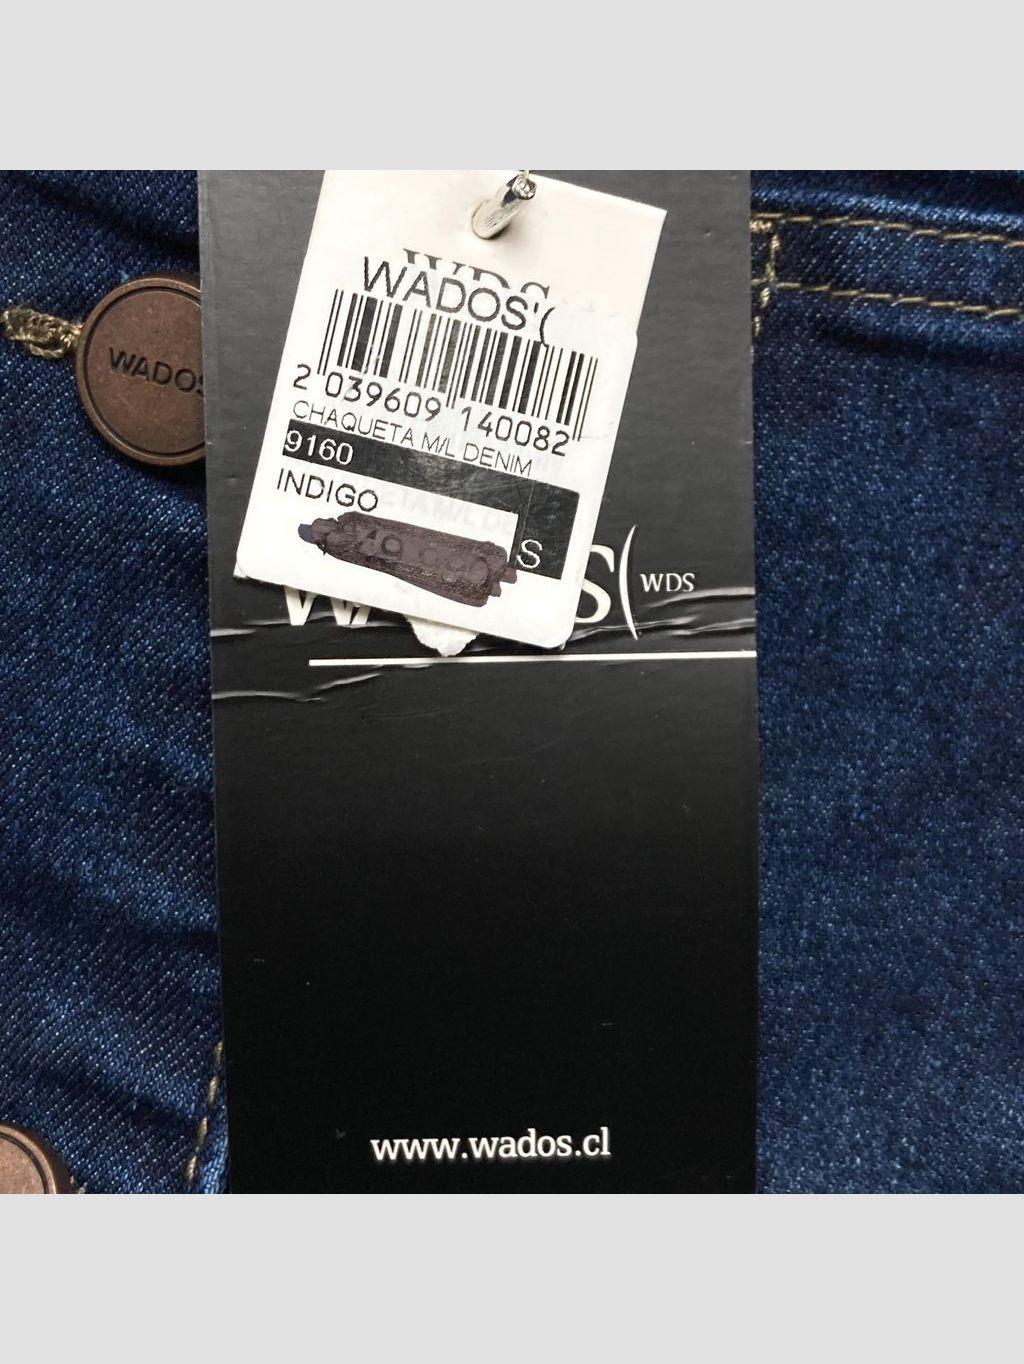 WADOS'(
2 039609 140082
CHAQUETA M/L DENIM
9160
INDIGO
S
WADOS
WDS
www.wados.cl